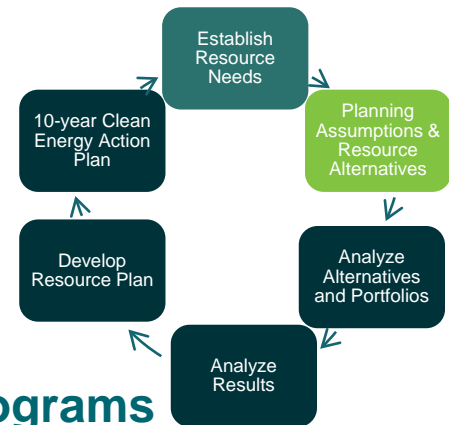 Establish
Resource
Needs
Planning
Assumptions &
Resource
Alternatives
Analyze
Alternatives
and Portfolios
Analyze
Results
Develop
Resource Plan
10-year Clean
Energy Action
Plan
ograms